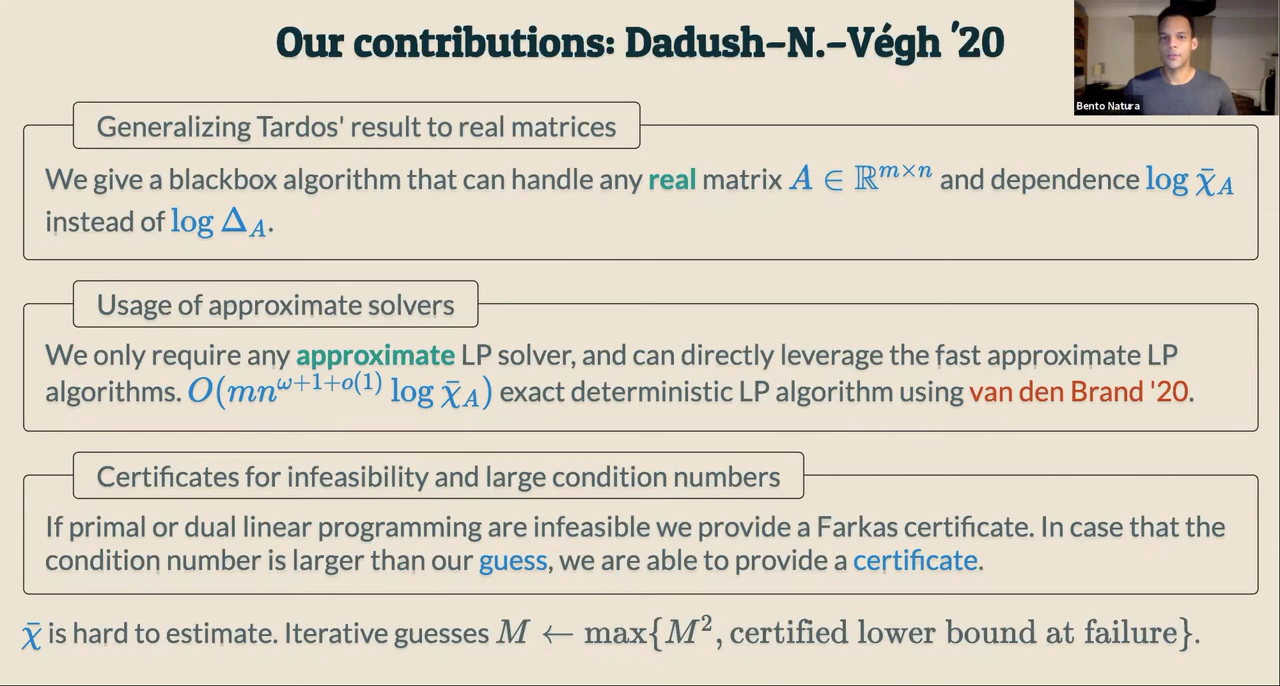 Our contributions: Dadush–N.–Végh '20
Bento Natura
Generalizing Tardos' result to real matrices
We give a blackbox algorithm that can handle any real matrix A ∈ ℝ^{m×n} and dependence log χ̄_A
instead of log Δ_A.
Usage of approximate solvers
We only require any approximate LP solver, and can directly leverage the fast approximate LP
algorithms. O(mn^{ω+1+o(1)} log χ̄_A) exact deterministic LP algorithm using van den Brand '20.
Certificates for infeasibility and large condition numbers
If primal or dual linear programming are infeasible we provide a Farkas certificate. In case that the
condition number is larger than our guess, we are able to provide a certificate.
χ̄ is hard to estimate. Iterative guesses M ← max{M², certified lower bound at failure}.